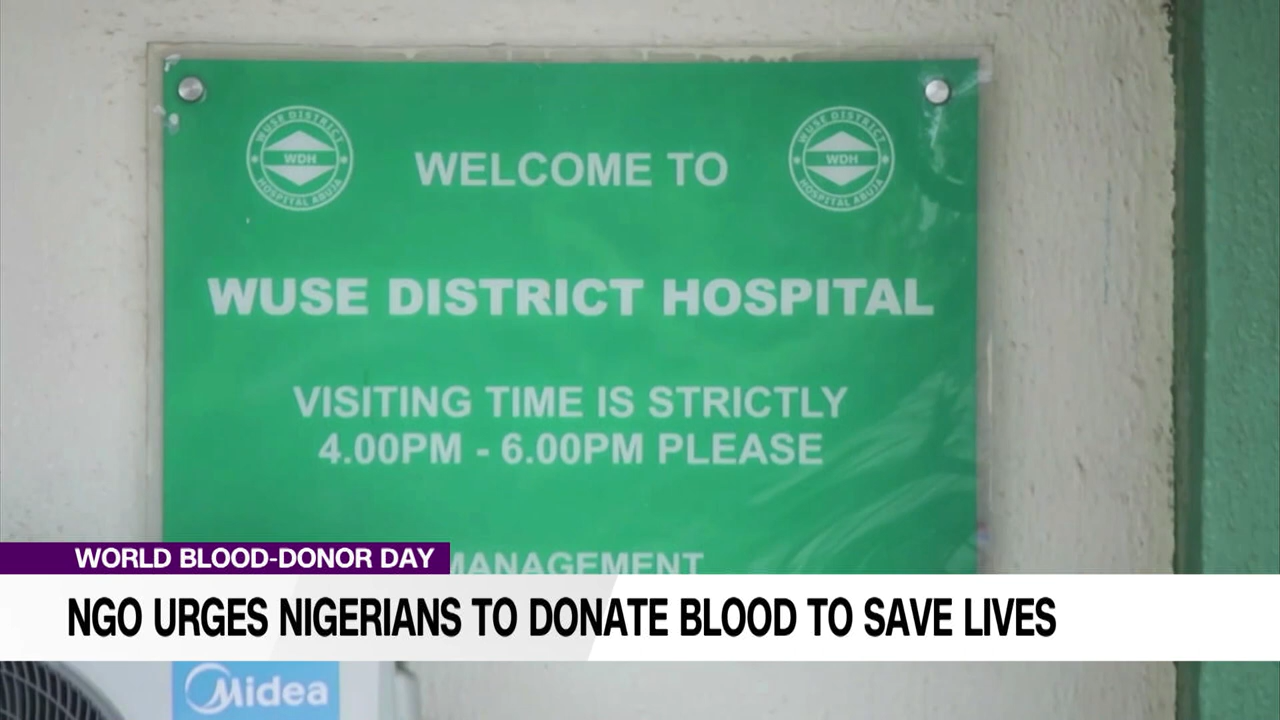 WUSE DISTRICT
WDH
HOSPITAL ABUJA
WELCOME TO
WUSE DISTRICT
WDH
HOSPITAL ABUJA
WUSE DISTRICT HOSPITAL
VISITING TIME IS STRICTLY
4.00PM - 6.00PM PLEASE
MANAGEMENT
WORLD BLOOD-DONOR DAY
NGO URGES NIGERIANS TO DONATE BLOOD TO SAVE LIVES
Midea